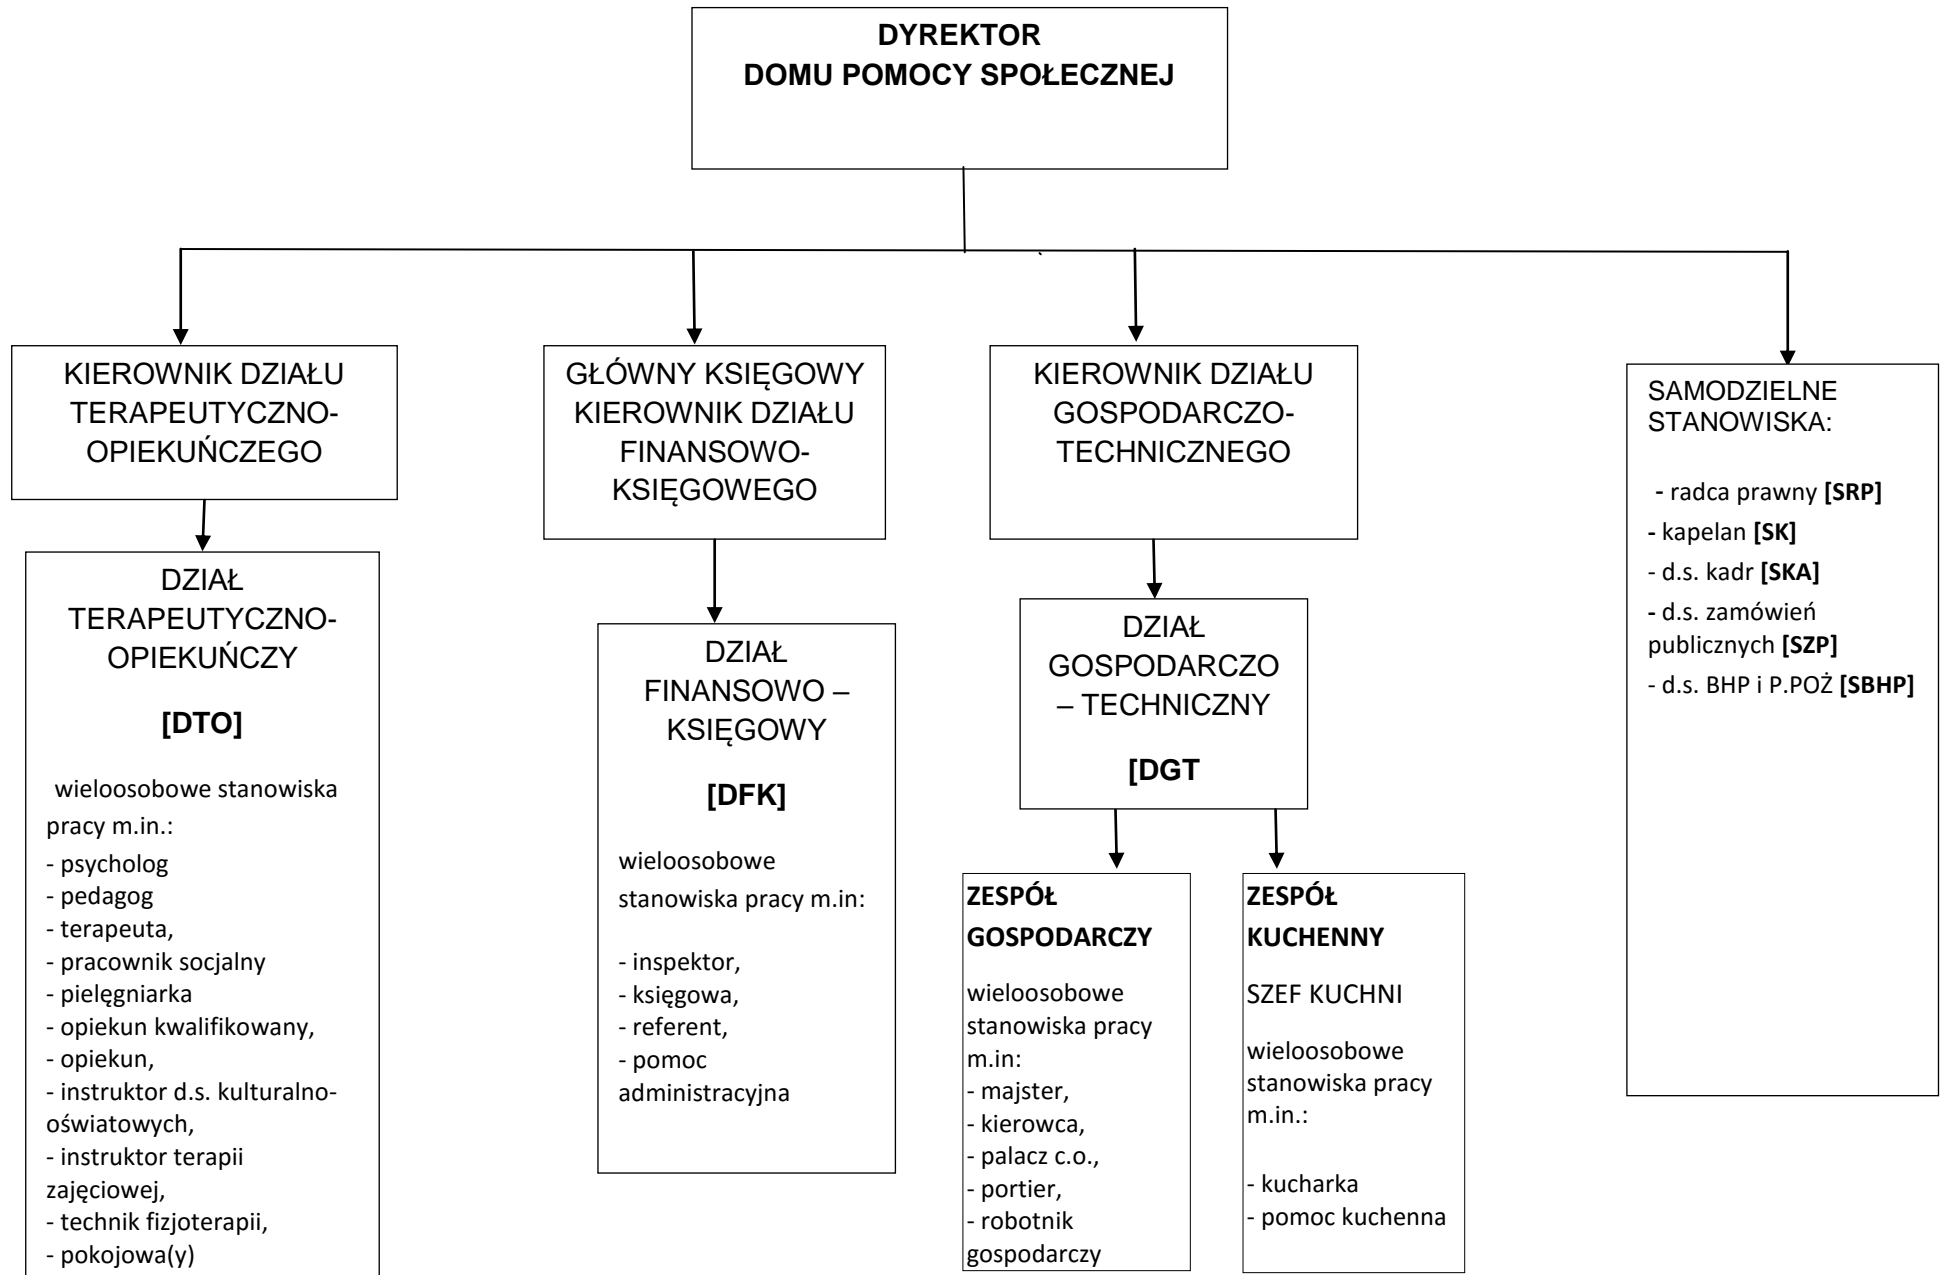 DYREKTOR
DOMU POMOCY SPOŁECZNEJ
KIEROWNIK DZIAŁU
TERAPEUTYCZNO-
OPIEKUŃCZEGO
GŁÓWNY KSIĘGOWY
KIEROWNIK DZIAŁU
FINANSOWO-
KSIĘGOWEGO
KIEROWNIK DZIAŁU
GOSPODARCZO-
TECHNICZNEGO
SAMODZIELNE
STANOWISKA:
- radca prawny [SRP]
- kapelan [SK]
- d.s. kadr [SKA]
- d.s. zamówień
publicznych [SZP]
- d.s. BHP i P.POŻ [SBHP]
DZIAŁ
TERAPEUTYCZNO-
OPIEKUŃCZY
[DTO]
wieloosobowe stanowiska
pracy m.in.:
- psycholog
- pedagog
- terapeuta,
- pracownik socjalny
- pielęgniarka
- opiekun kwalifikowany,
- opiekun,
- instruktor d.s. kulturalno-
oświatowych,
- instruktor terapii
zajęciowej,
- technik fizjoterapii,
- pokojowa(y)
DZIAŁ
FINANSOWO –
KSIĘGOWY
[DFK]
wieloosobowe
stanowiska pracy m.in:
- inspektor,
- księgowa,
- referent,
- pomoc
administracyjna
DZIAŁ
GOSPODARCZO
– TECHNICZNY
[DGT
ZESPÓŁ
GOSPODARCZY
wieloosobowe
stanowiska pracy
m.in:
- majster,
- kierowca,
- palacz c.o.,
- portier,
- robotnik
gospodarczy
ZESPÓŁ
KUCHENNY
SZEF KUCHNI
wieloosobowe
stanowiska pracy
m.in.:
- kucharka
- pomoc kuchenna